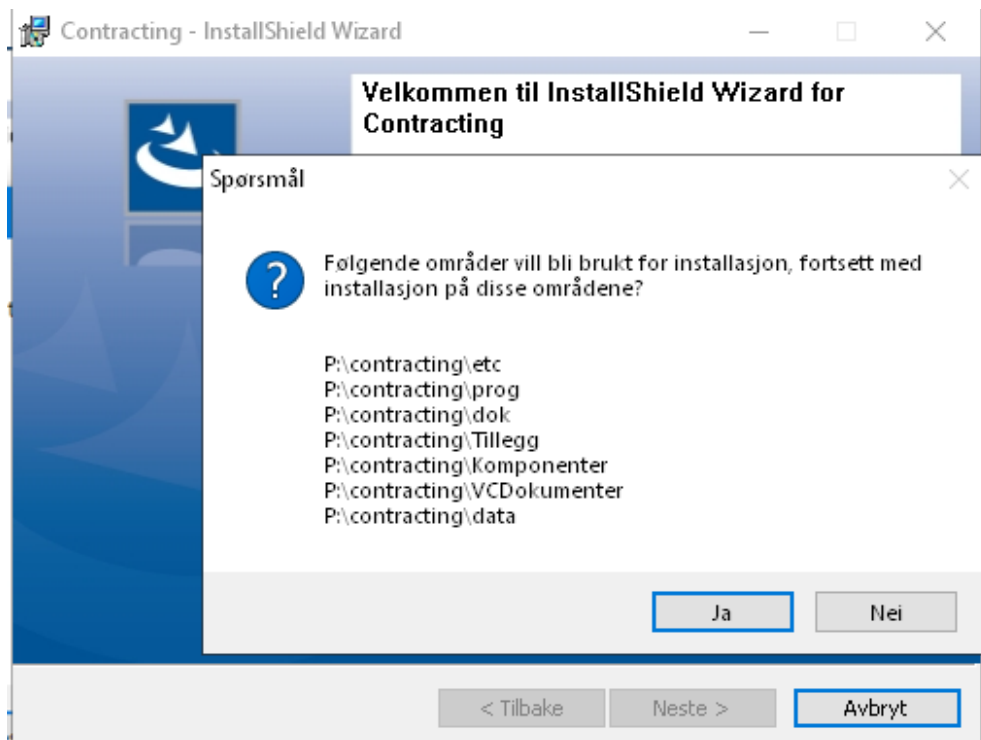 Contracting - InstallShield Wizard
Velkommen til InstallShield Wizard for
Contracting
Spørsmål
Følgende områder vill bli brukt for installasjon, fortsett med
installasjon på disse områdene?
P:\contracting\etc
P:\contracting\prog
P:\contracting\dok
P:\contracting\Tillegg
P:\contracting\Komponenter
P:\contracting\VCDokumenter
P:\contracting\data
Ja
Nei
< Tilbake
Neste >
Avbryt